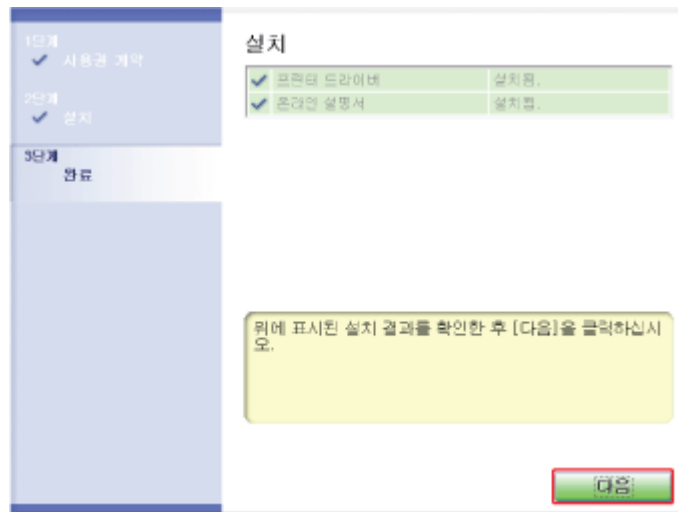 1단계
사용권 계약
2단계
설치
3단계
완료
설치
프린터 드라이버 설치됨.
온라인 설명서 설치됨.
위에 표시된 설치 결과를 확인한 후 [다음]을 클릭하십시
오.
다음